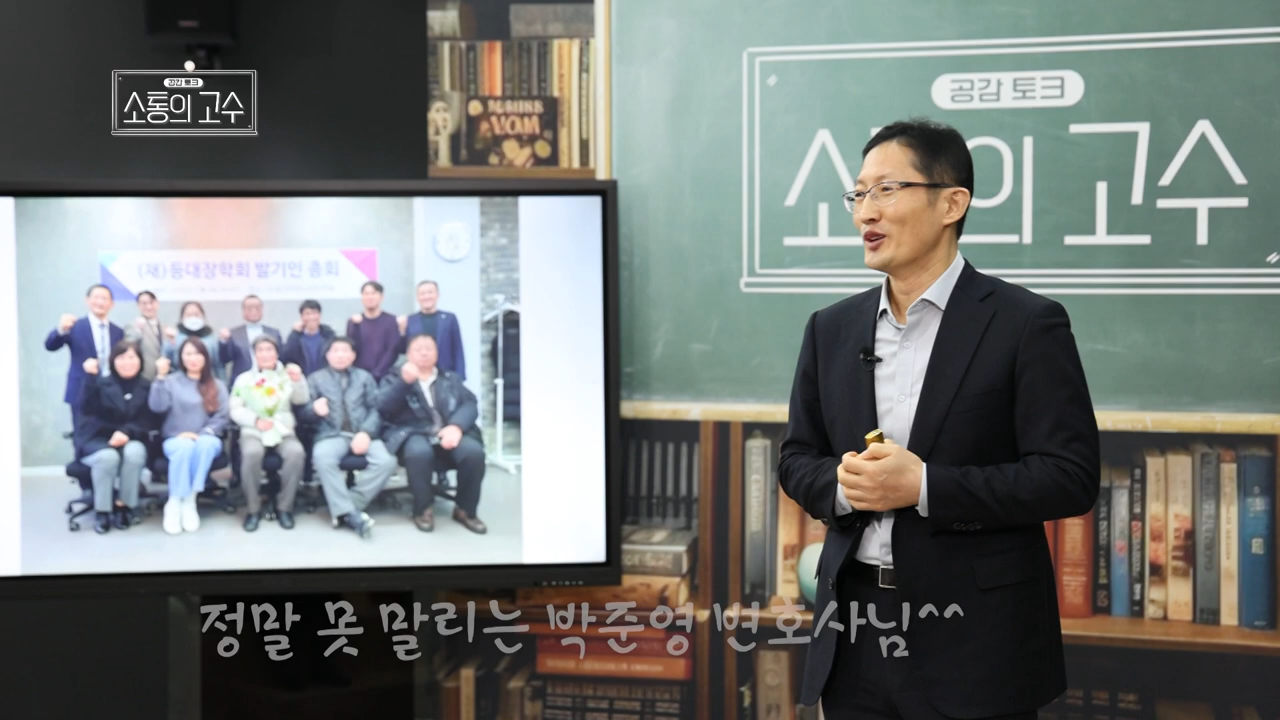 공감 토크
소통의 고수
공감 토크
소 의 고수
(재)등대장학회 발기인 총회
정말 못 말리는 박준영 변호사님^^